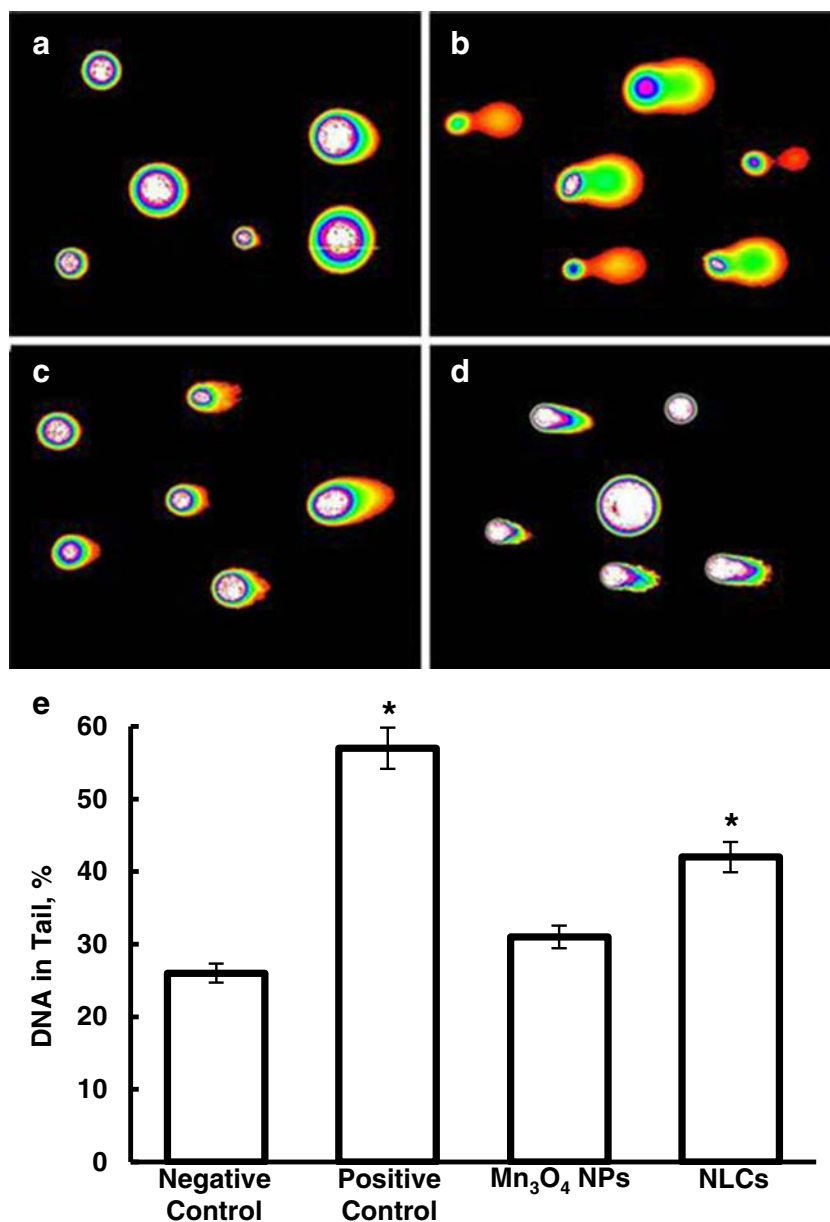 a
b
c
d
e
DNA in Tail, %
60
50
40
30
20
10
0
*
*
Negative Control
Positive Control
Mn₃O₄ NPs
NLCs